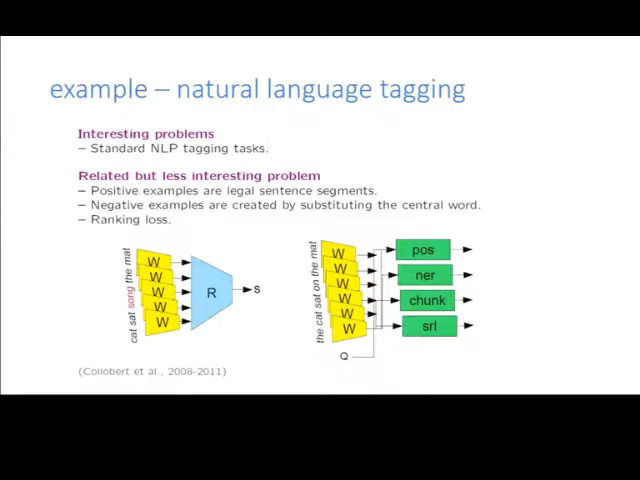 example – natural language tagging
Interesting problems
– Standard NLP tagging tasks.
Related but less interesting problem
– Positive examples are legal sentence segments.
– Negative examples are created by substituting the central word.
– Ranking loss.
cat sat song the mat
W
W
W
W
W
R
S
the cat sat on the mat
W
W
W
W
W
W
Q
pos
ner
chunk
srl
(Collobert et al., 2008-2011)